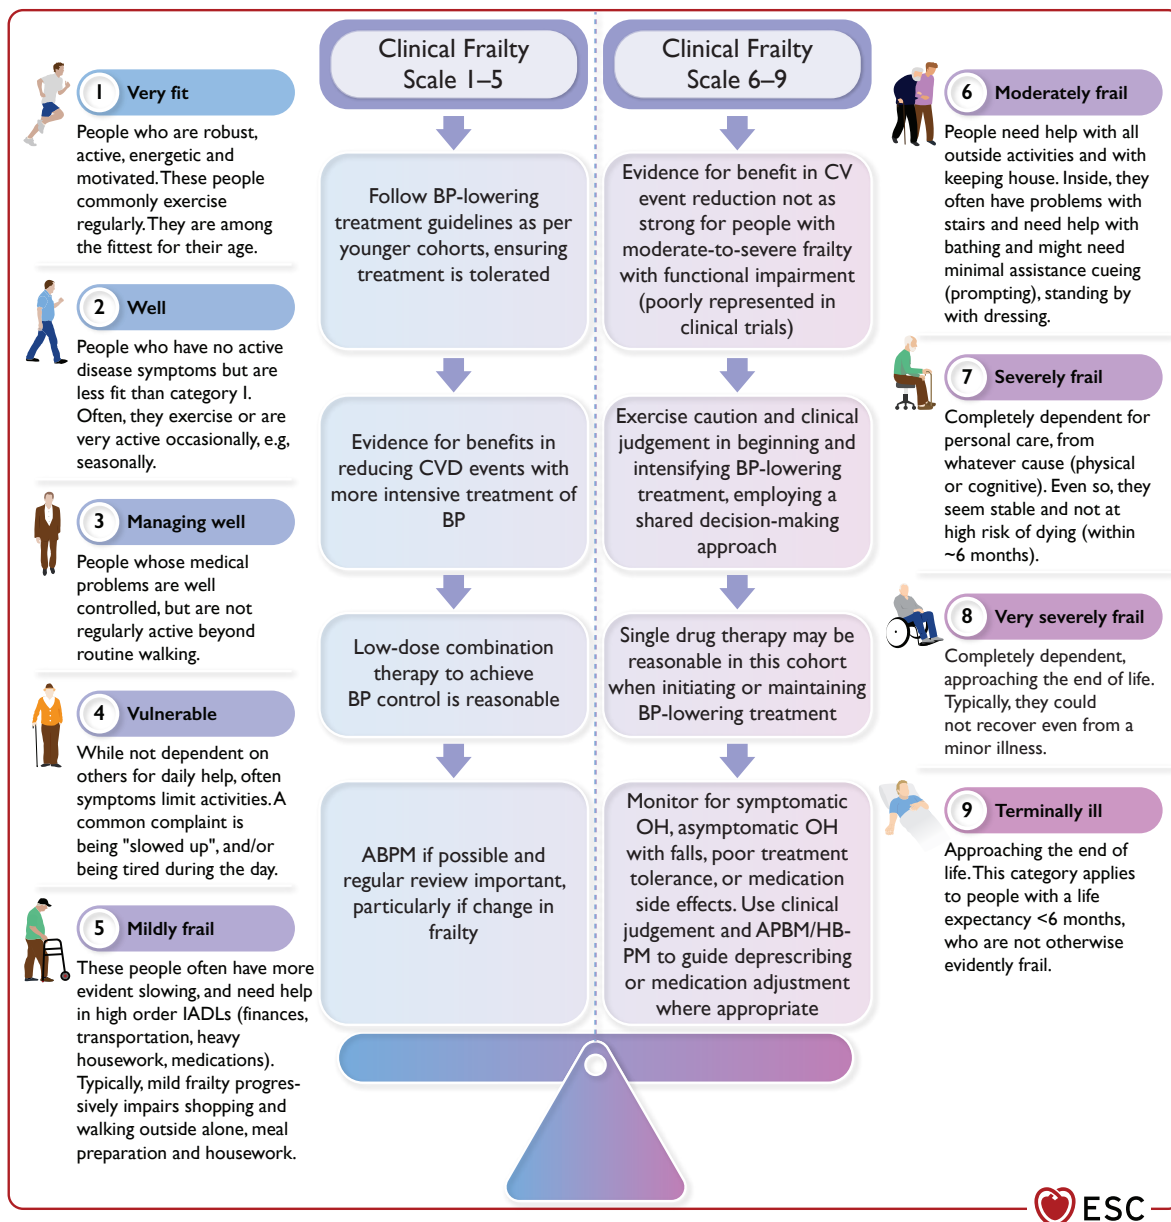 Clinical Frailty
Scale 1–5
Clinical Frailty
Scale 6–9
1 Very fit
People who are robust,
active, energetic and
motivated. These people
commonly exercise
regularly. They are among
the fittest for their age.
2 Well
People who have no active
disease symptoms but are
less fit than category 1.
Often, they exercise or are
very active occasionally, e.g,
seasonally.
3 Managing well
People whose medical
problems are well
controlled, but are not
regularly active beyond
routine walking.
4 Vulnerable
While not dependent on
others for daily help, often
symptoms limit activities. A
common complaint is
being "slowed up", and/or
being tired during the day.
5 Mildly frail
These people often have more
evident slowing, and need help
in high order IADLs (finances,
transportation, heavy
housework, medications).
Typically, mild frailty progres-
sively impairs shopping and
walking outside alone, meal
preparation and housework.
Follow BP-lowering
treatment guidelines as per
younger cohorts, ensuring
treatment is tolerated
Evidence for benefits in
reducing CVD events with
more intensive treatment of
BP
Low-dose combination
therapy to achieve
BP control is reasonable
ABPM if possible and
regular review important,
particularly if change in
frailty
Evidence for benefit in CV
event reduction not as
strong for people with
moderate-to-severe frailty
with functional impairment
(poorly represented in
clinical trials)
Exercise caution and clinical
judgement in beginning and
intensifying BP-lowering
treatment, employing a
shared decision-making
approach
Single drug therapy may be
reasonable in this cohort
when initiating or maintaining
BP-lowering treatment
Monitor for symptomatic
OH, asymptomatic OH
with falls, poor treatment
tolerance, or medication
side effects. Use clinical
judgement and APBM/HB-
PM to guide deprescribing
or medication adjustment
where appropriate
6 Moderately frail
People need help with all
outside activities and with
keeping house. Inside, they
often have problems with
stairs and need help with
bathing and might need
minimal assistance cueing
(prompting), standing by
with dressing.
7 Severely frail
Completely dependent for
personal care, from
whatever cause (physical
or cognitive). Even so, they
seem stable and not at
high risk of dying (within
~6 months).
8 Very severely frail
Completely dependent,
approaching the end of life.
Typically, they could
not recover even from a
minor illness.
9 Terminally ill
Approaching the end of
life. This category applies
to people with a life
expectancy <6 months,
who are not otherwise
evidently frail.
ESC